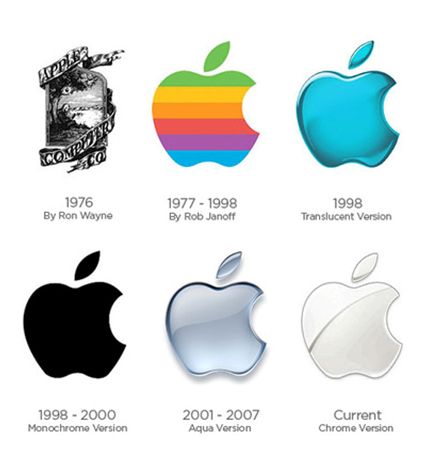 APPLE
COMPUTER
CO
1976
By Ron Wayne
1977 - 1998
By Rob Janoff
1998
Translucent Version
1998 - 2000
Monochrome Version
2001 - 2007
Aqua Version
Current
Chrome Version